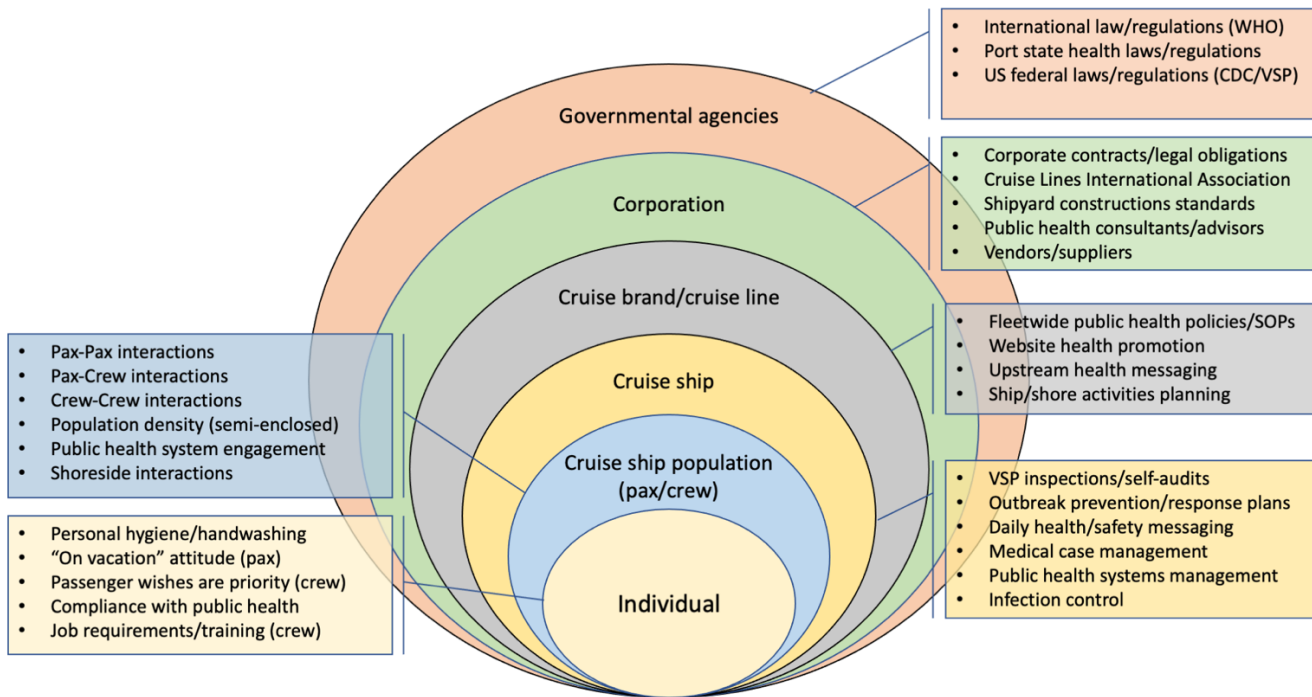 • International law/regulations (WHO)
• Port state health laws/regulations
• US federal laws/regulations (CDC/VSP)
Governmental agencies
• Corporate contracts/legal obligations
• Cruise Lines International Association
• Shipyard constructions standards
• Public health consultants/advisors
• Vendors/suppliers
Corporation
Cruise brand/cruise line
• Fleetwide public health policies/SOPs
• Website health promotion
• Upstream health messaging
• Ship/shore activities planning
• Pax-Pax interactions
• Pax-Crew interactions
• Crew-Crew interactions
• Population density (semi-enclosed)
• Public health system engagement
• Shoreside interactions
Cruise ship
Cruise ship population
(pax/crew)
• VSP inspections/self-audits
• Outbreak prevention/response plans
• Daily health/safety messaging
• Medical case management
• Public health systems management
• Infection control
• Personal hygiene/handwashing
• “On vacation” attitude (pax)
• Passenger wishes are priority (crew)
• Compliance with public health
• Job requirements/training (crew)
Individual